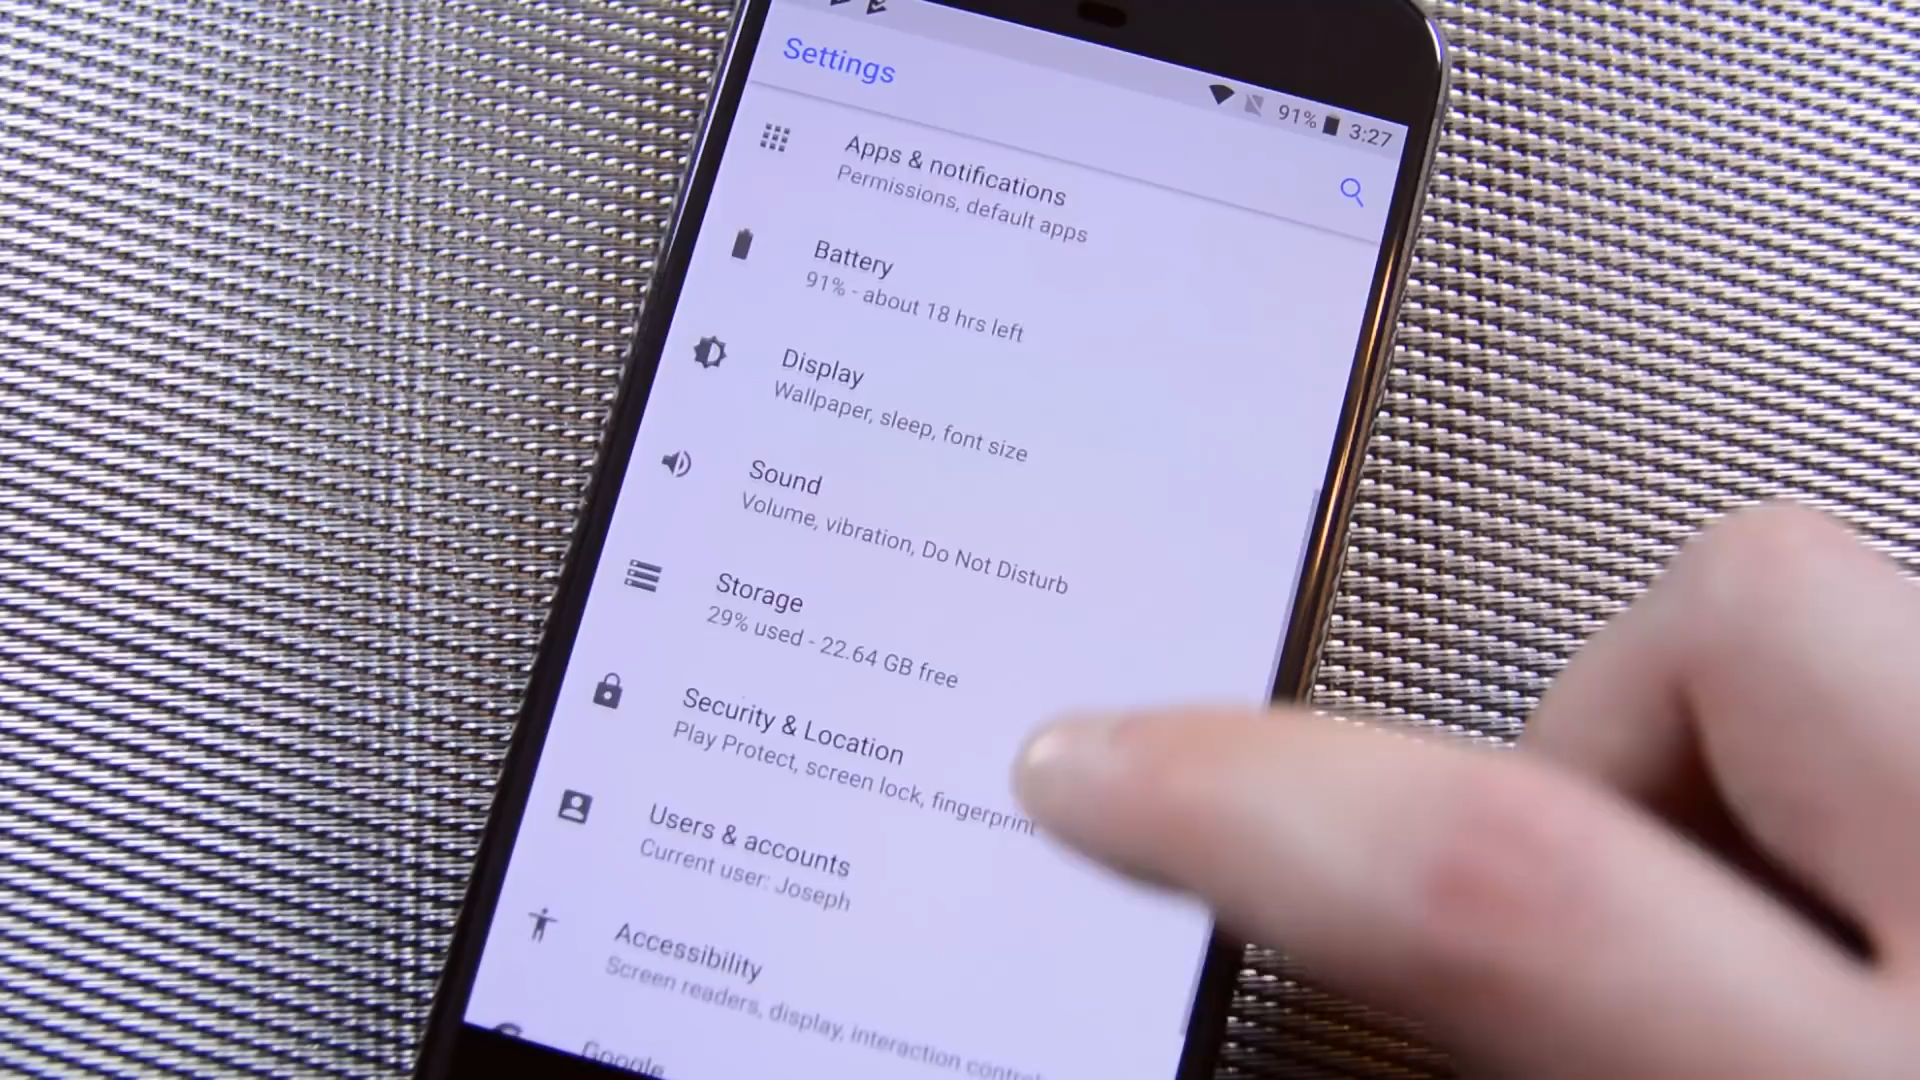 Settings
91% 3:27
Apps & notifications
Permissions, default apps
Battery
91% - about 18 hrs left
Display
Wallpaper, sleep, font size
Sound
Volume, vibration, Do Not Disturb
Storage
29% used - 22.64 GB free
Security & Location
Play Protect, screen lock, fingerprint
Users & accounts
Current user: Joseph
Accessibility
Screen readers, display, interaction control
Google